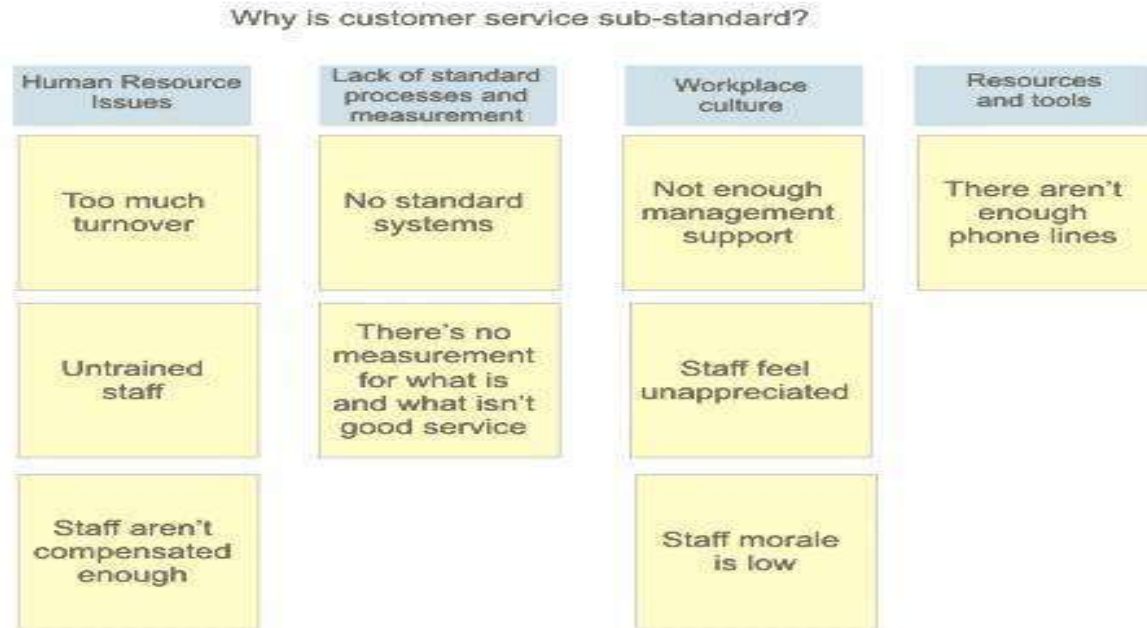 Why is customer service sub-standard?
Human Resource
Issues
Lack of standard
processes and
measurement
Workplace
culture
Resources
and tools
Too much
turnover
No standard
systems
Not enough
management
support
There aren't
enough
phone lines
Untrained
staff
There's no
measurement
for what is
and what isn't
good service
Staff feel
unappreciated
Staff aren't
compensated
enough
Staff morale
is low